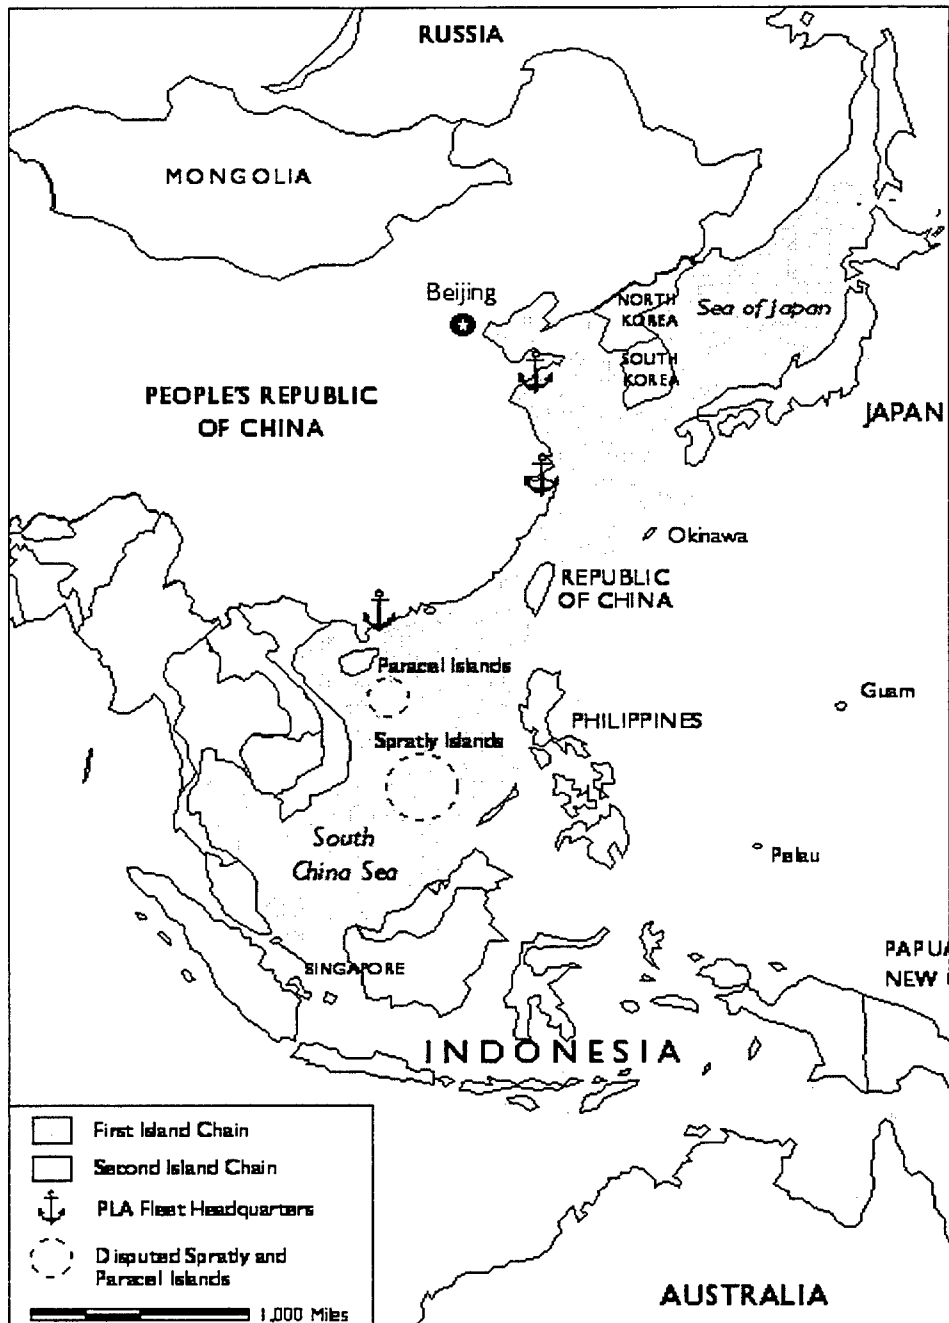 RUSSIA
MONGOLIA
Beijing
NORTH
KOREA
Sea of Japan
SOUTH
KOREA
PEOPLE'S REPUBLIC
OF CHINA
JAPAN
Okinawa
REPUBLIC
OF CHINA
Paracel Islands
Guam
PHILIPPINES
Spratly Islands
South
China Sea
Palau
SINGAPORE
PAPUA
NEW
INDONESIA
First Island Chain
Second Island Chain
PLA Fleet Headquarters
Disputed Spratly and
Paracel Islands
1,000 Miles
AUSTRALIA